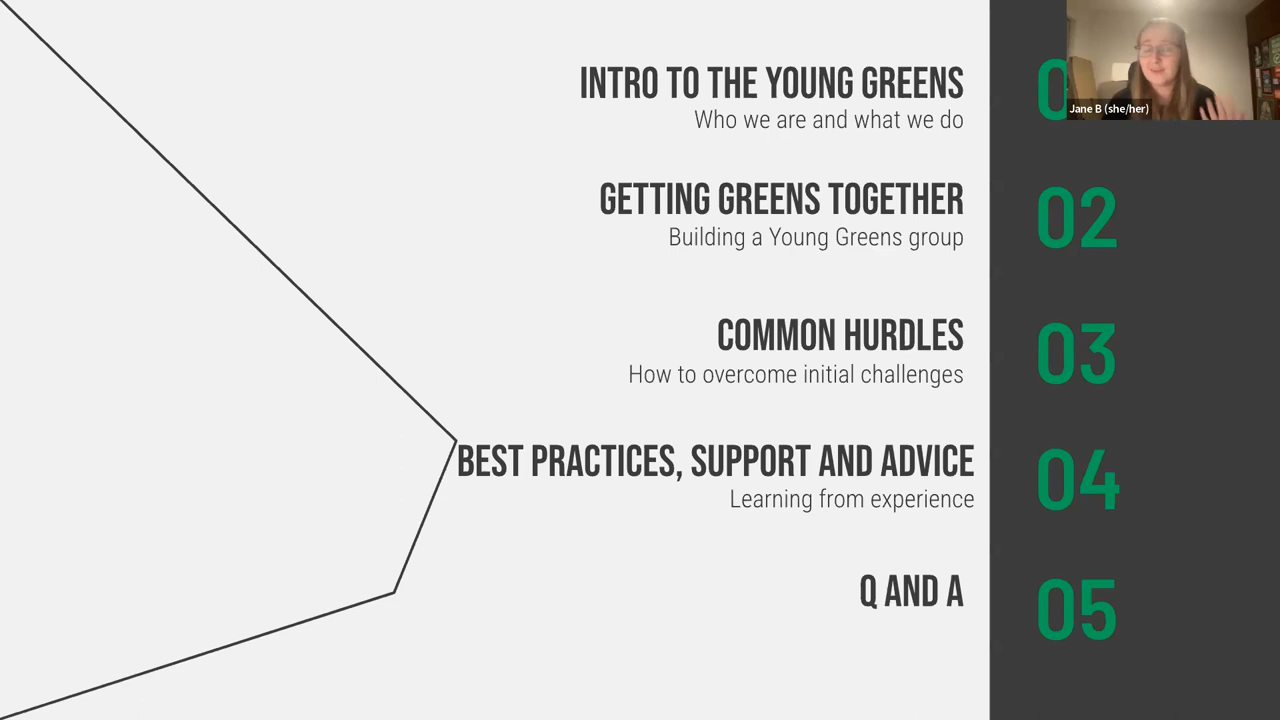 INTRO TO THE YOUNG GREENS
Who we are and what we do
Jane B (she/her)
GETTING GREENS TOGETHER
Building a Young Greens group
02
COMMON HURDLES
How to overcome initial challenges
03
BEST PRACTICES, SUPPORT AND ADVICE
Learning from experience
04
Q AND A
05